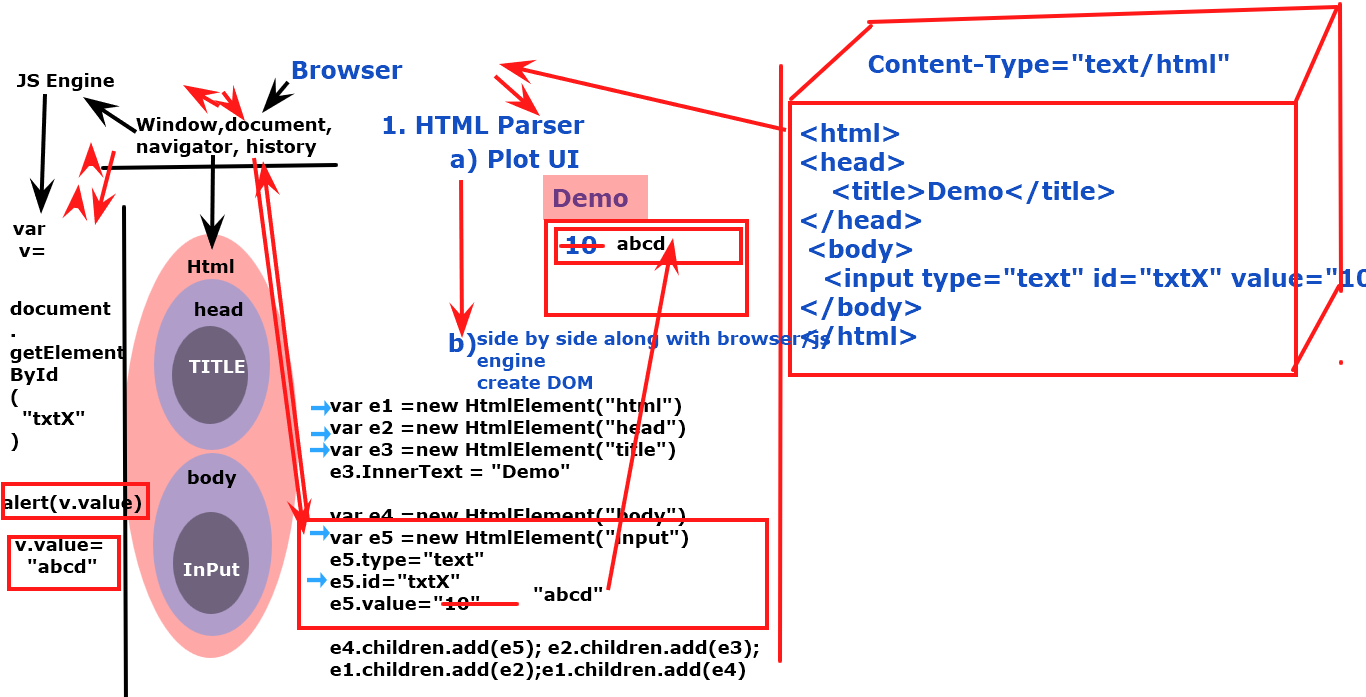 JS Engine
Browser
Window,document,
navigator, history
var
v=
document
.
getElement
ById
(
"txtX"
)
alert(v.value)
v.value=
"abcd"
Html
head
TITLE
body
InPut
1. HTML Parser
a) Plot UI
Demo
10 abcd
b) side by side along with browser/js
engine
create DOM
var e1 =new HtmlElement("html")
var e2 =new HtmlElement("head")
var e3 =new HtmlElement("title")
e3.InnerText = "Demo"
var e4 =new HtmlElement("body")
var e5 =new HtmlElement("input")
e5.type="text"
e5.id="txtX"
e5.value="10" "abcd"
e4.children.add(e5); e2.children.add(e3);
e1.children.add(e2);e1.children.add(e4)
Content-Type="text/html"
<html>
<head>
<title>Demo</title>
</head>
<body>
<input type="text" id="txtX" value="10
</body>
</html>